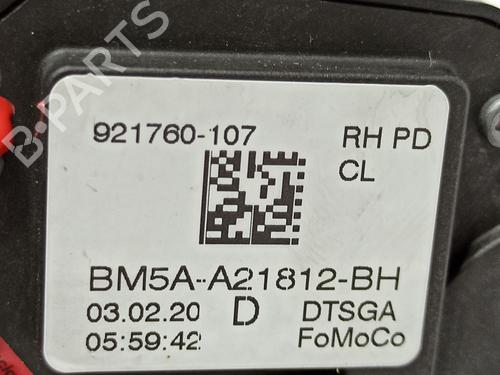 B PARTS
921760-107 RH PD
CL
BM5A-A21812-BH
03.02.20 D DTSGA
05:59:42 FoMoCo